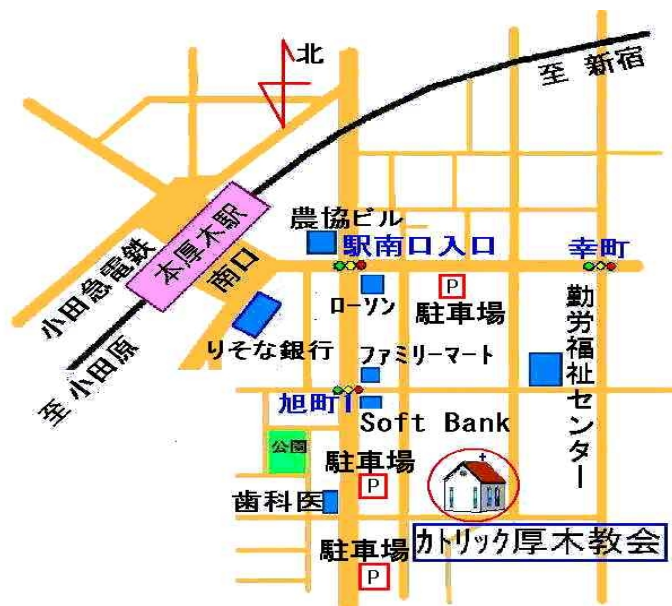 北
至 新宿
農協ビル
本厚木駅
小田急電鉄
南口
駅南口入口
幸町
P
ローソン
駐車場
至 小田原
りそな銀行
ファミリーマート
勤労福祉センター
旭町1
Soft Bank
公園
駐車場
P
歯科医
カトリック厚木教会
駐車場
P